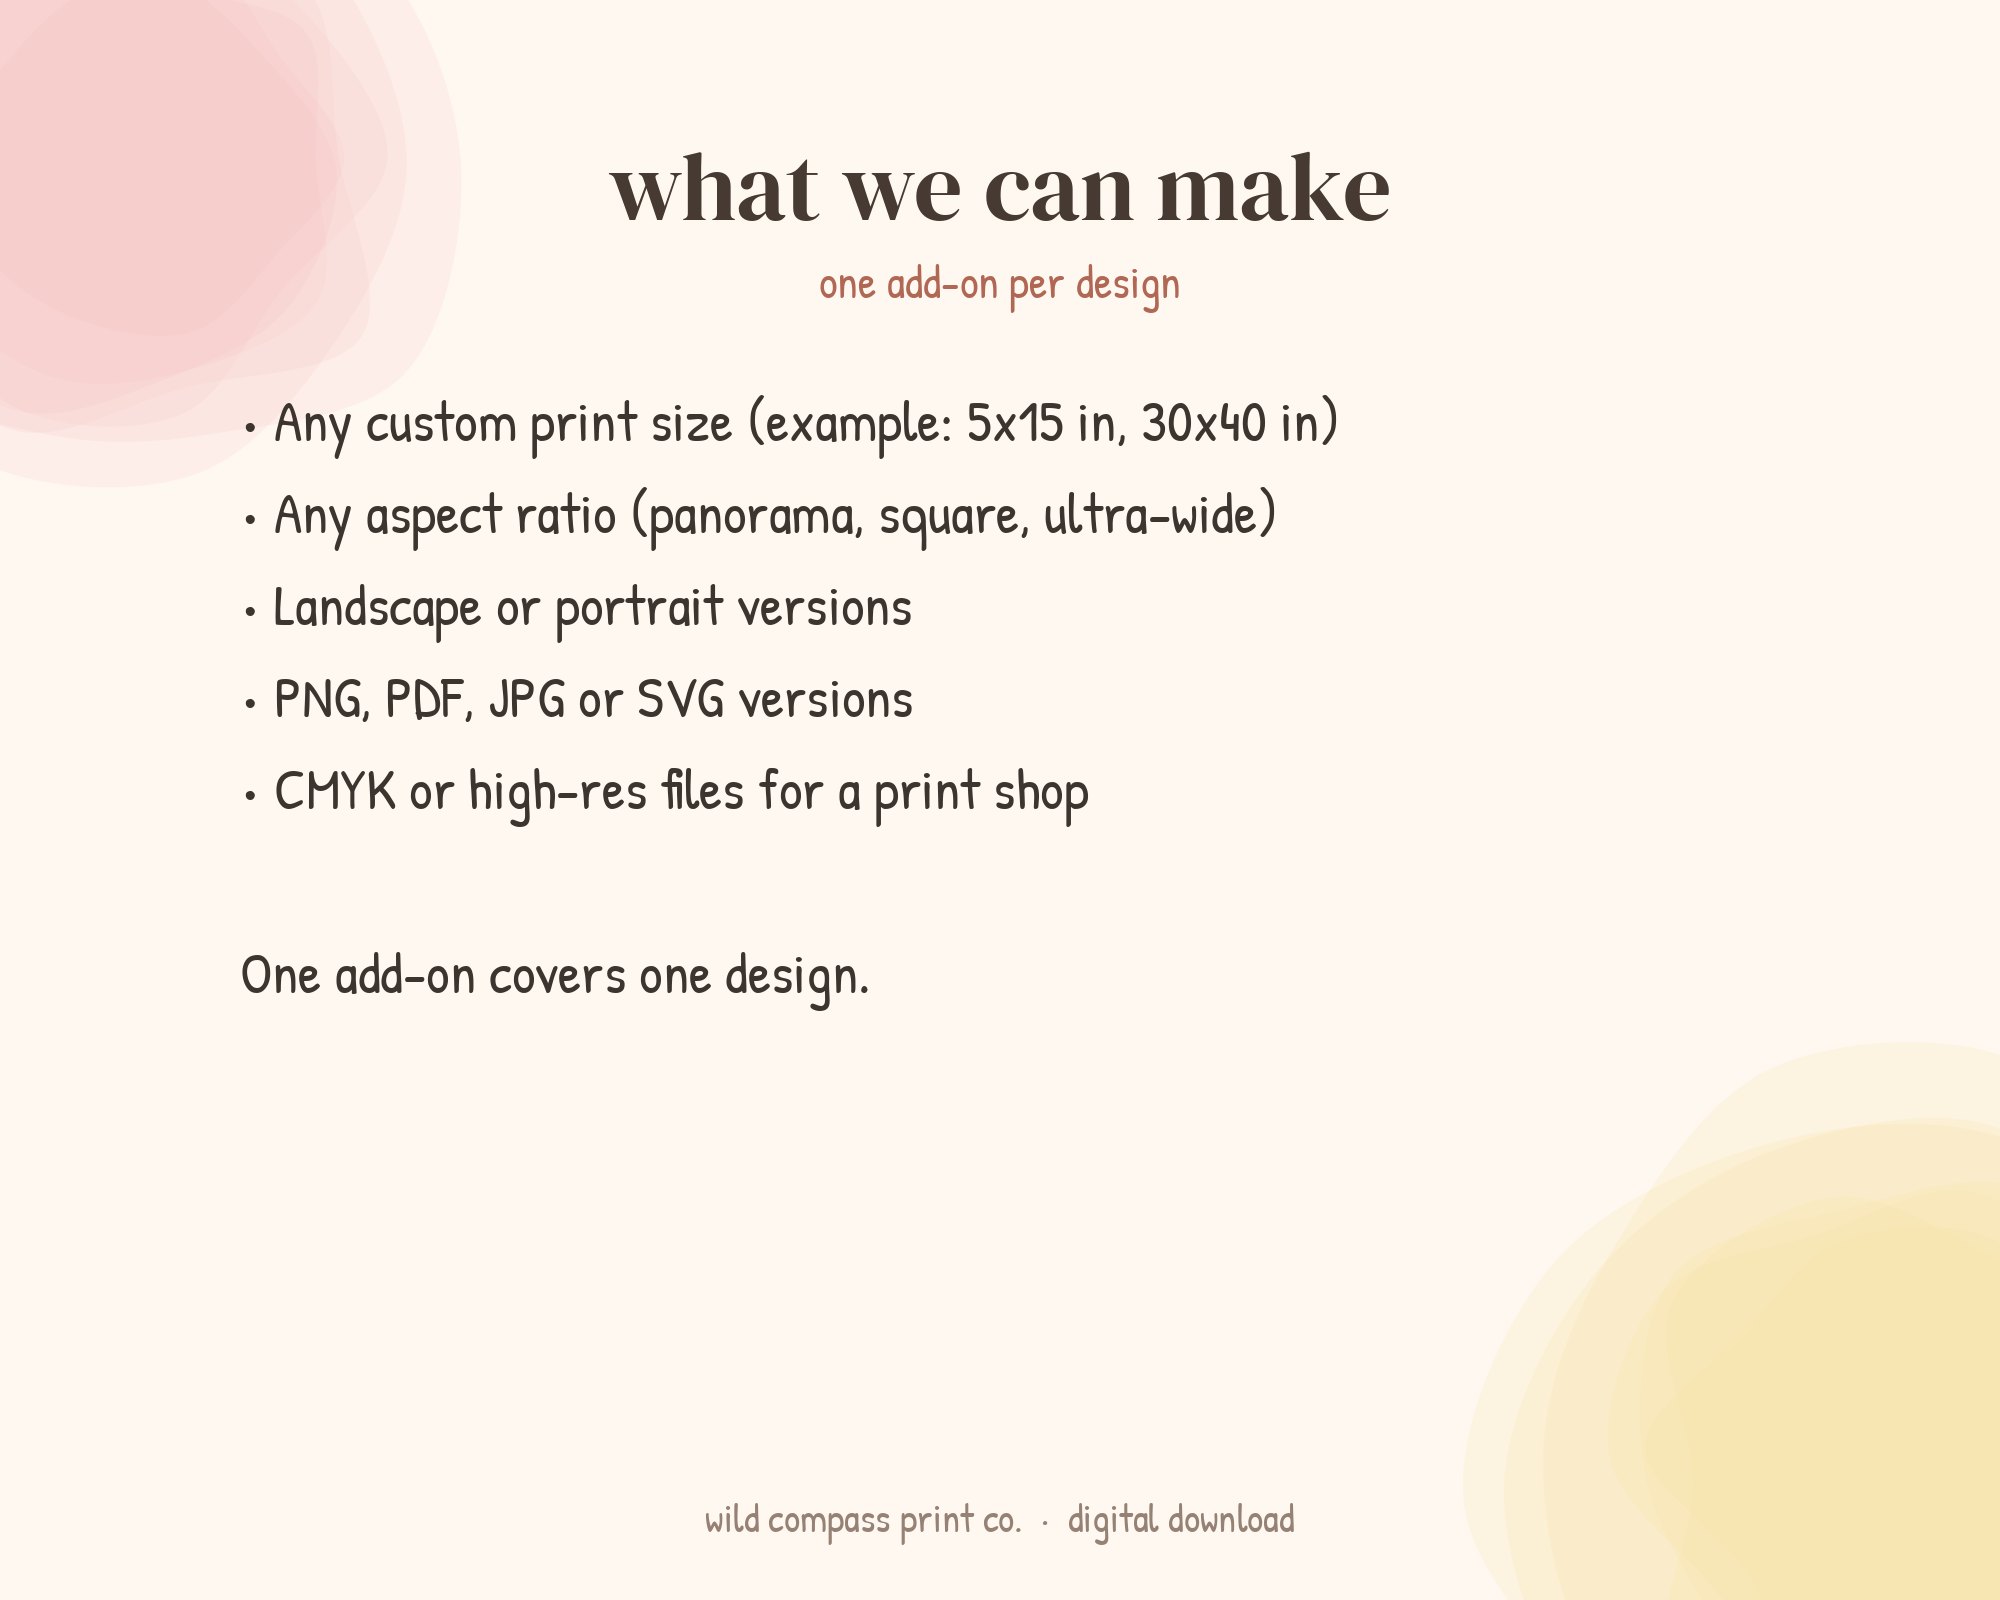 what we can make
one add-on per design
• Any custom print size (example: 5x15 in, 30x40 in)
• Any aspect ratio (panorama, square, ultra-wide)
• Landscape or portrait versions
• PNG, PDF, JPG or SVG versions
• CMYK or high-res files for a print shop
One add-on covers one design.
wild compass print co. · digital download